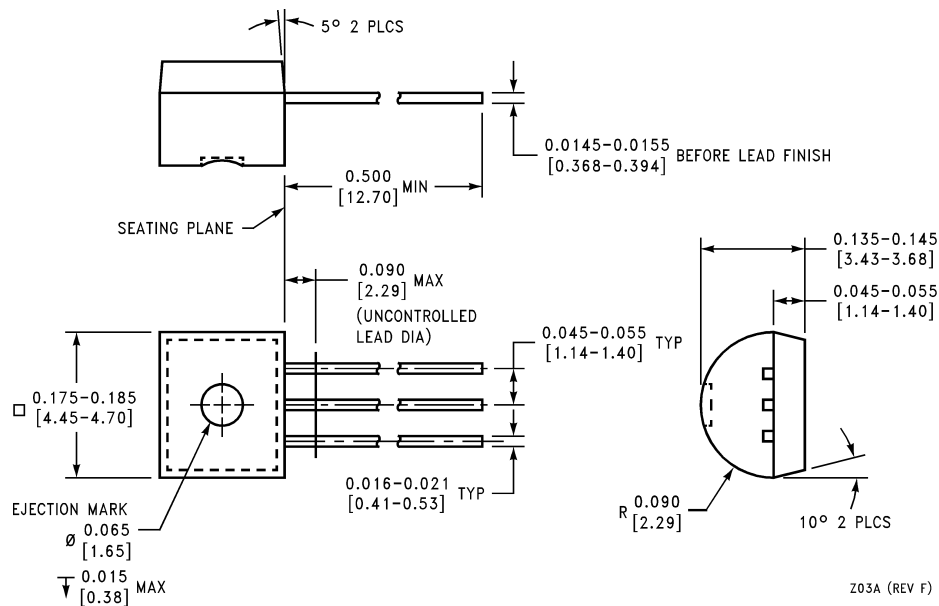 5° 2 PLCS
0.0145-0.0155
[0.368-0.394] BEFORE LEAD FINISH
0.500
[12.70] MIN
SEATING PLANE
0.135-0.145
[3.43-3.68]
0.090
[2.29] MAX
(UNCONTROLLED
LEAD DIA)
0.045-0.055
[1.14-1.40]
0.045-0.055
[1.14-1.40] TYP
□ 0.175-0.185
[4.45-4.70]
0.016-0.021
[0.41-0.53] TYP
EJECTION MARK
Ø 0.065
[1.65]
R 0.090
[2.29]
10° 2 PLCS
↧ 0.015
[0.38] MAX
Z03A (REV F)